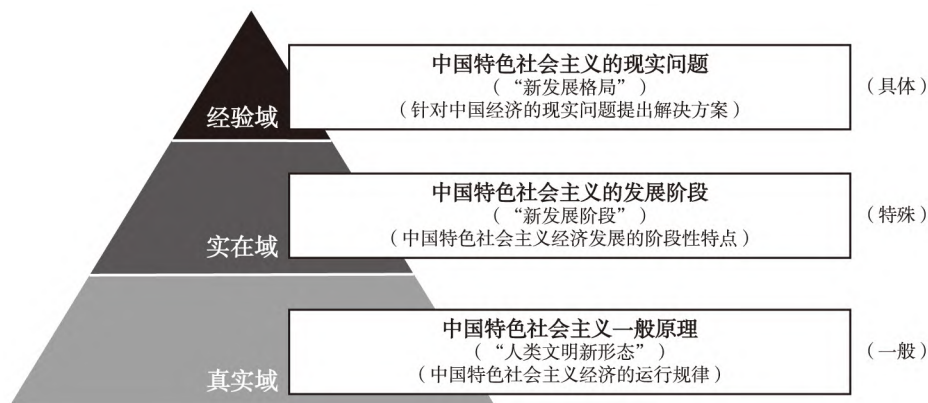 中国特色社会主义的现实问题
（“新发展格局”）
（针对中国经济的现实问题提出解决方案）
（具体）
经验域
中国特色社会主义的发展阶段
（“新发展阶段”）
（中国特色社会主义经济发展的阶段性特点）
（特殊）
实在域
中国特色社会主义一般原理
（“人类文明新形态”）
（中国特色社会主义经济的运行规律）
（一般）
真实域